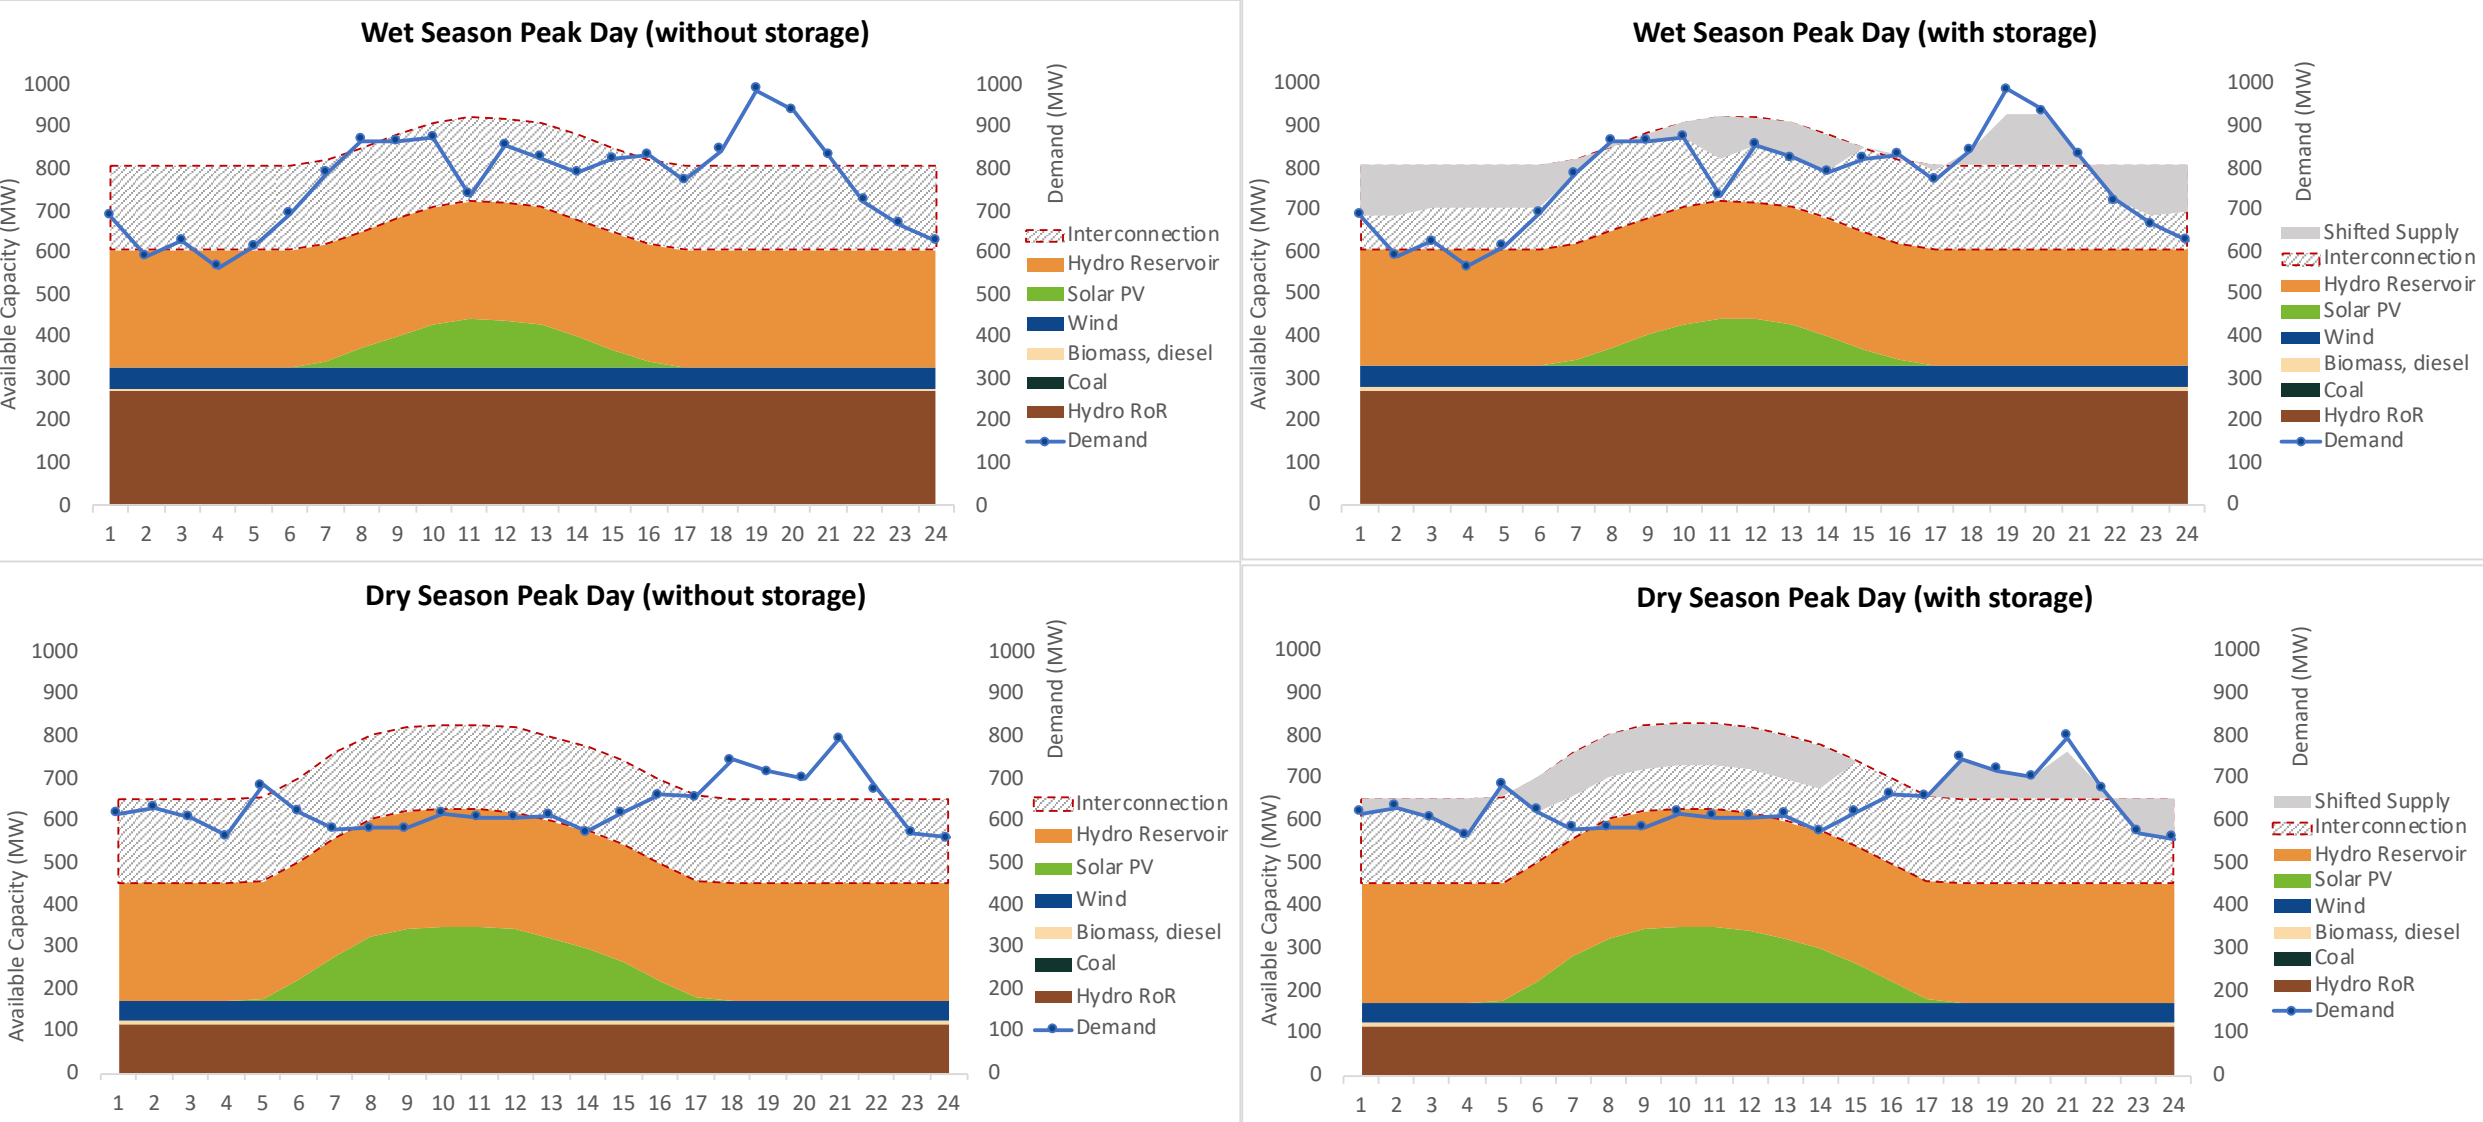 Wet Season Peak Day (without storage)
Available Capacity (MW)
1000
900
800
700
600
500
400
300
200
100
0
1 2 3 4 5 6 7 8 9 10 11 12 13 14 15 16 17 18 19 20 21 22 23 24
Demand (MW)
1000
900
800
700
600
500
400
300
200
100
0
Interconnection
Hydro Reservoir
Solar PV
Wind
Biomass, diesel
Coal
Hydro RoR
Demand
Wet Season Peak Day (with storage)
Available Capacity (MW)
1000
900
800
700
600
500
400
300
200
100
0
1 2 3 4 5 6 7 8 9 10 11 12 13 14 15 16 17 18 19 20 21 22 23 24
Demand (MW)
1000
900
800
700
600
500
400
300
200
100
0
Shifted Supply
Interconnection
Hydro Reservoir
Solar PV
Wind
Biomass, diesel
Coal
Hydro RoR
Demand
Dry Season Peak Day (without storage)
Available Capacity (MW)
1000
900
800
700
600
500
400
300
200
100
0
1 2 3 4 5 6 7 8 9 10 11 12 13 14 15 16 17 18 19 20 21 22 23 24
Demand (MW)
1000
900
800
700
600
500
400
300
200
100
0
Interconnection
Hydro Reservoir
Solar PV
Wind
Biomass, diesel
Coal
Hydro RoR
Demand
Dry Season Peak Day (with storage)
Available Capacity (MW)
1000
900
800
700
600
500
400
300
200
100
0
1 2 3 4 5 6 7 8 9 10 11 12 13 14 15 16 17 18 19 20 21 22 23 24
Demand (MW)
1000
900
800
700
600
500
400
300
200
100
0
Shifted Supply
Interconnection
Hydro Reservoir
Solar PV
Wind
Biomass, diesel
Coal
Hydro RoR
Demand